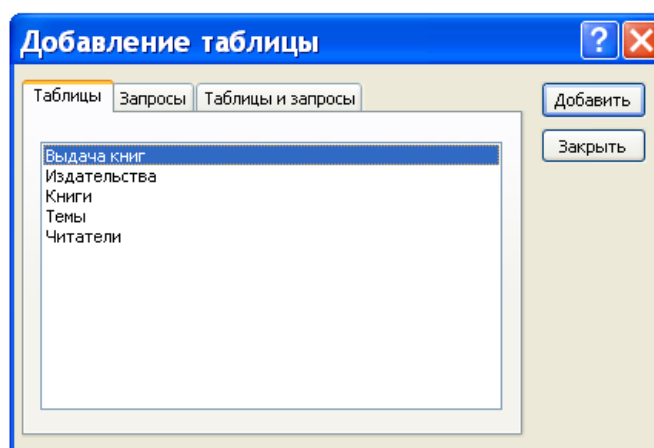 Добавление таблицы
?
Таблицы Запросы Таблицы и запросы
Добавить
Закрыть
Выдача книг
Издательства
Книги
Темы
Читатели